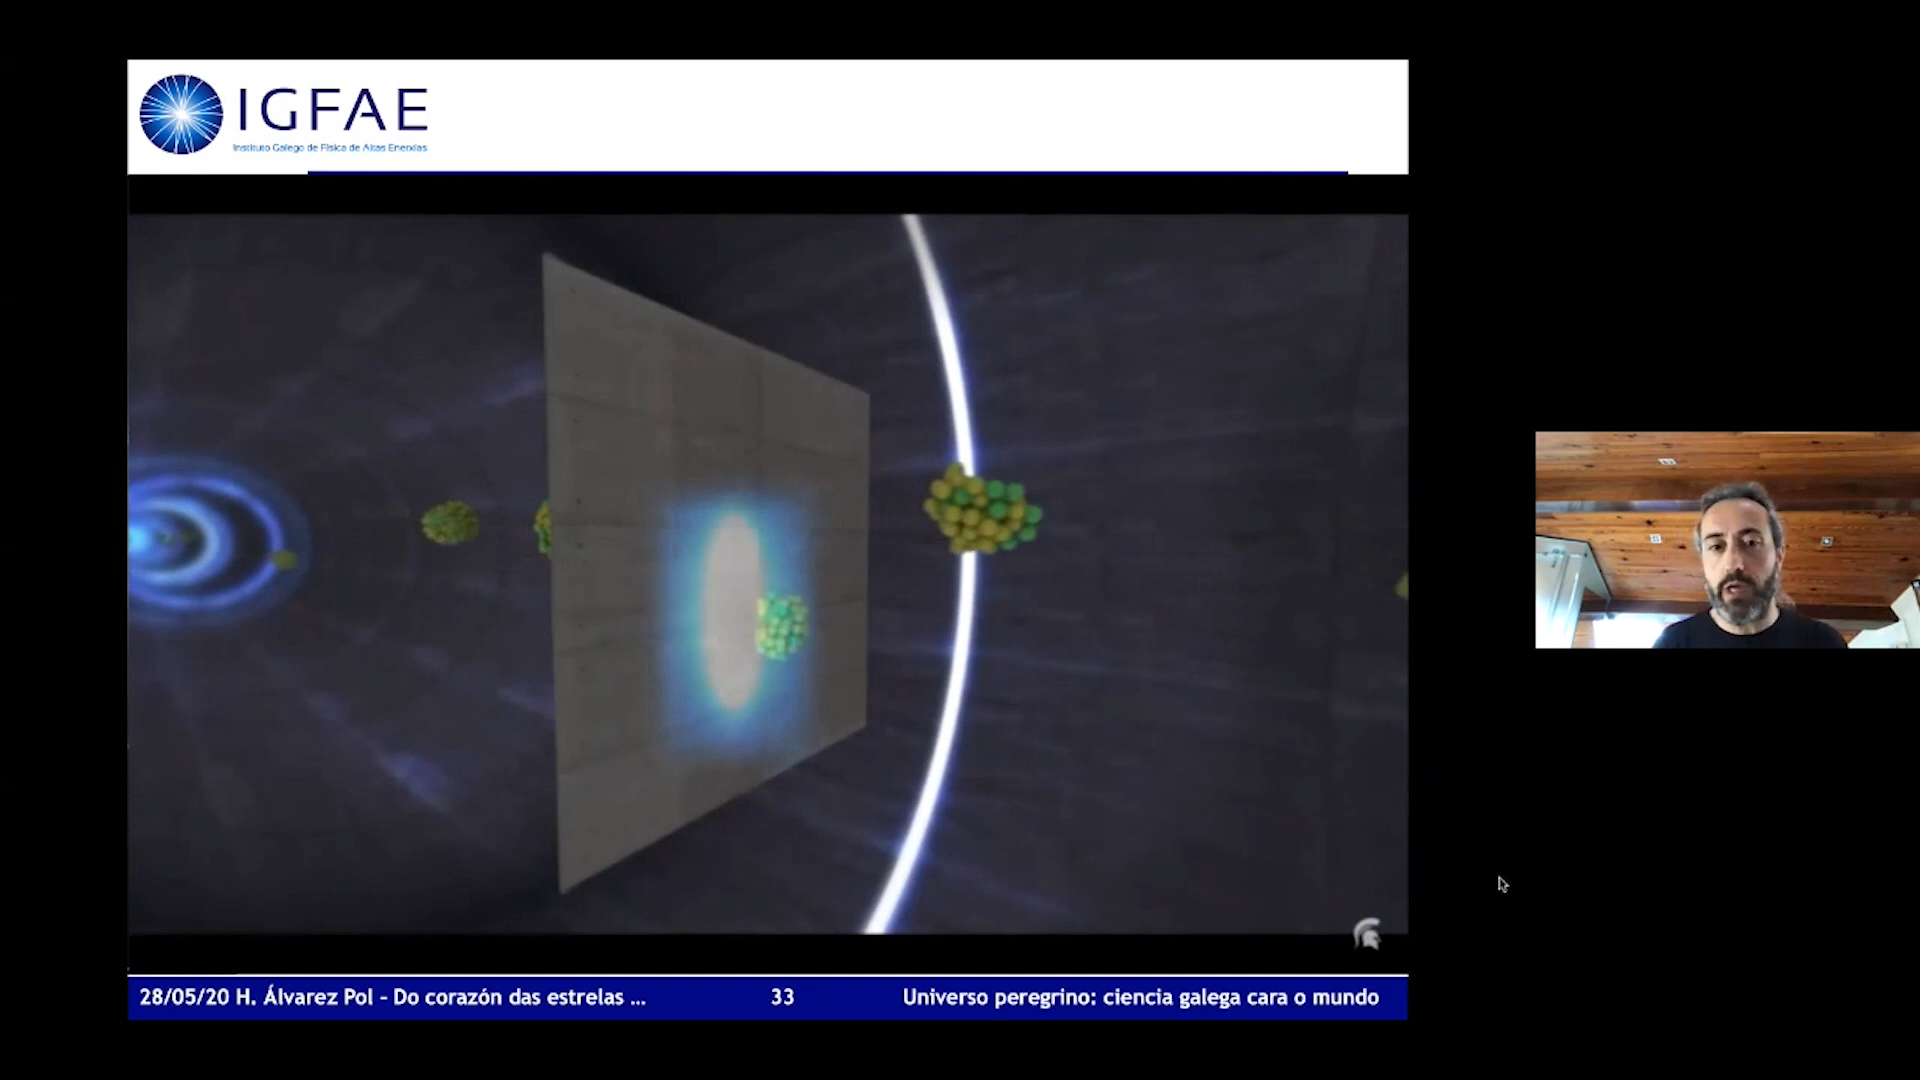 IGFAE
Instituto Galego de Física de Altas Enerxías
28/05/20 H. Álvarez Pol - Do corazón das estrelas ...
33
Universo peregrino: ciencia galega cara o mundo